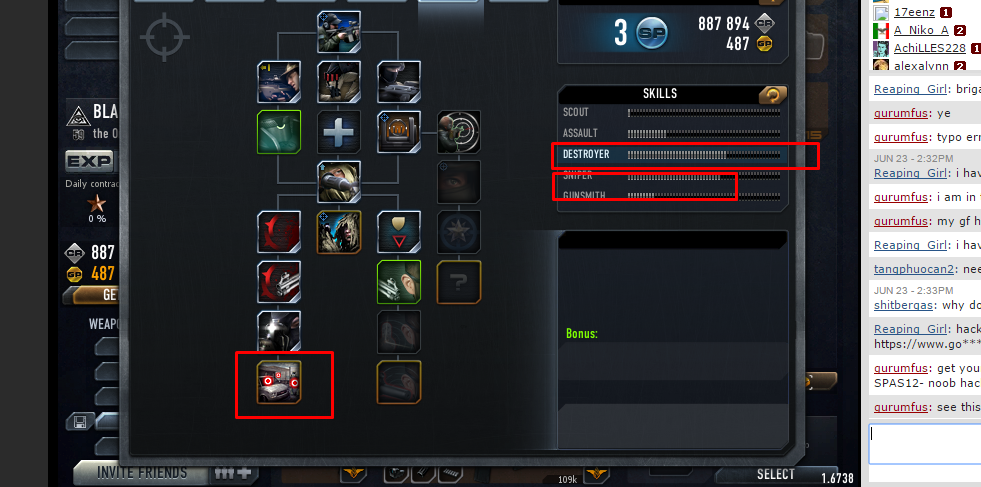 3 SP
887 894 CR
487 GP
SKILLS
SCOUT
ASSAULT
DESTROYER
SNIPER
GUNSMITH
Bonus:
BLA
the O
EXP
Daily contrac
0 %
CR 887
GP 487
GE
WEAPO
INVITE FRIENDS
109k
SELECT
1.6738
?
17eenz 1
A_Niko_A 2
AchiLLES228 1
alexalynn 2
Reaping_Girl: briga
gurumfus: ye
gurumfus: typo err
JUN 23 - 2:32PM
Reaping_Girl: i hav
gurumfus: i am in
gurumfus: my gf h
Reaping_Girl: i hav
tangphuocan2: nee
JUN 23 - 2:33PM
shitbergas: why do
Reaping_Girl: hack
https://www.go***
gurumfus: get you
SPAS12- noob hac
gurumfus: see this